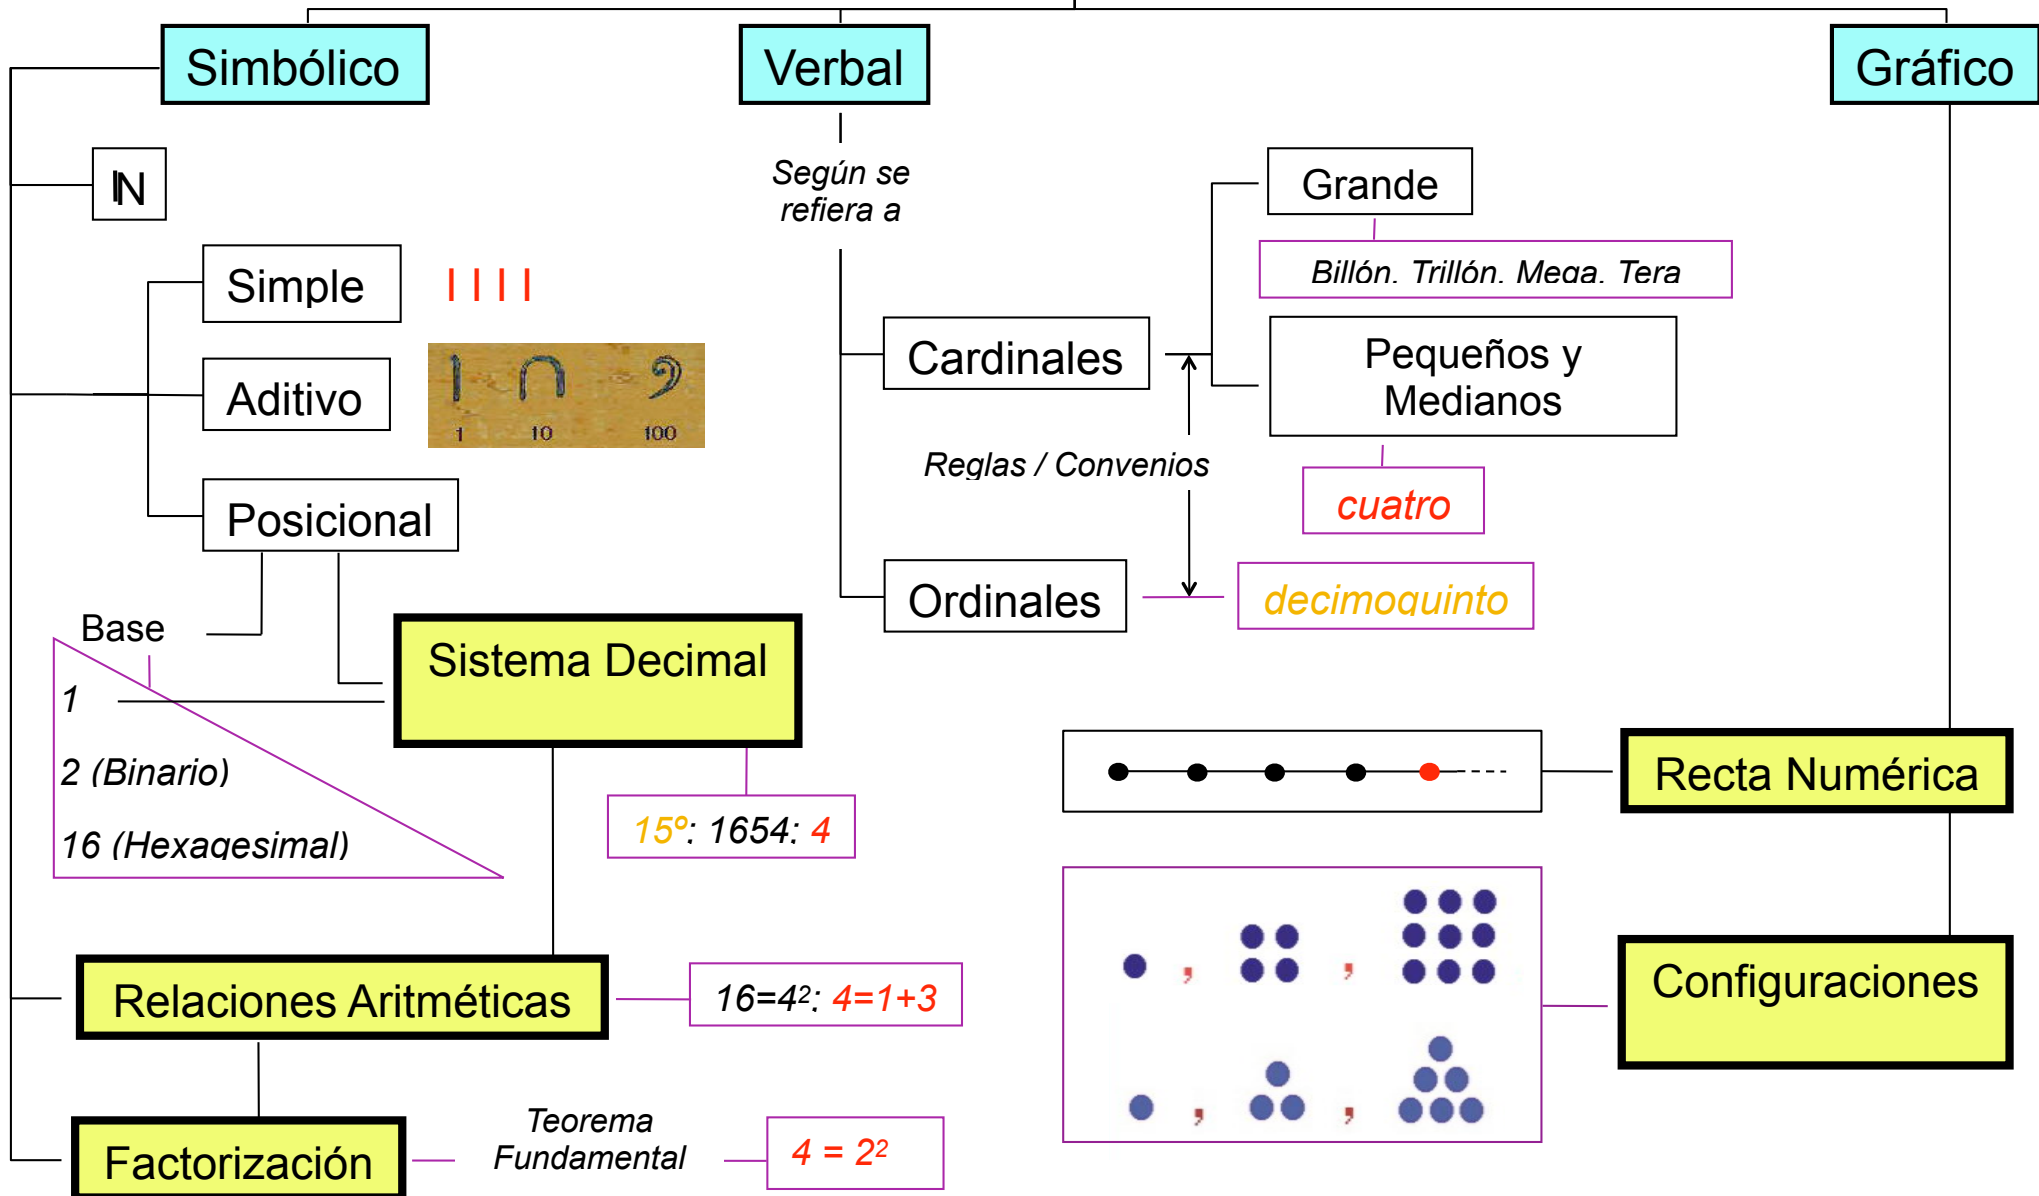 Simbólico
Verbal
Gráfico
Según se
refiera a
IN
Grande
Billón. Trillón. Mega. Tera
Simple
| | | |
Cardinales
Pequeños y
Medianos
Aditivo
1 10 100
Reglas / Convenios
cuatro
Posicional
Ordinales
decimoquinto
Base
Sistema Decimal
1
2 (Binario)
16 (Hexagesimal)
15º: 1654: 4
Recta Numérica
Relaciones Aritméticas
16=4²: 4=1+3
, ,
Configuraciones
, ,
Factorización
Teorema
Fundamental
4 = 2²